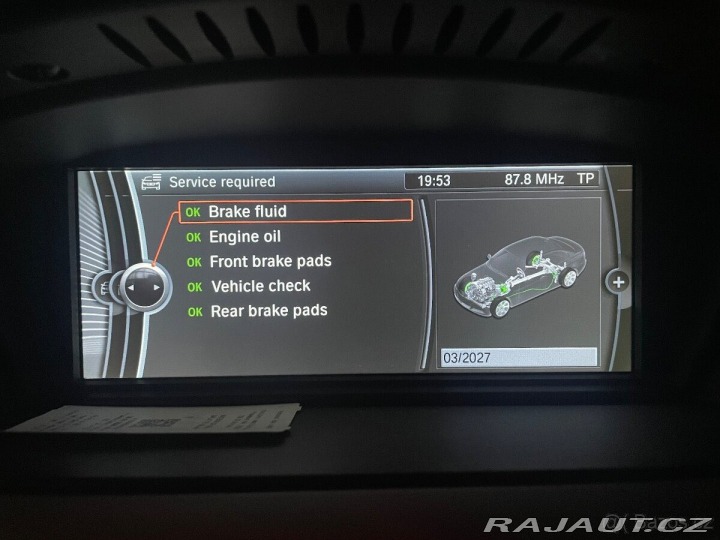 Service required
19:53
87.8 MHz TP
OK Brake fluid
OK Engine oil
OK Front brake pads
OK Vehicle check
OK Rear brake pads
03/2027
RAJAUT.CZ